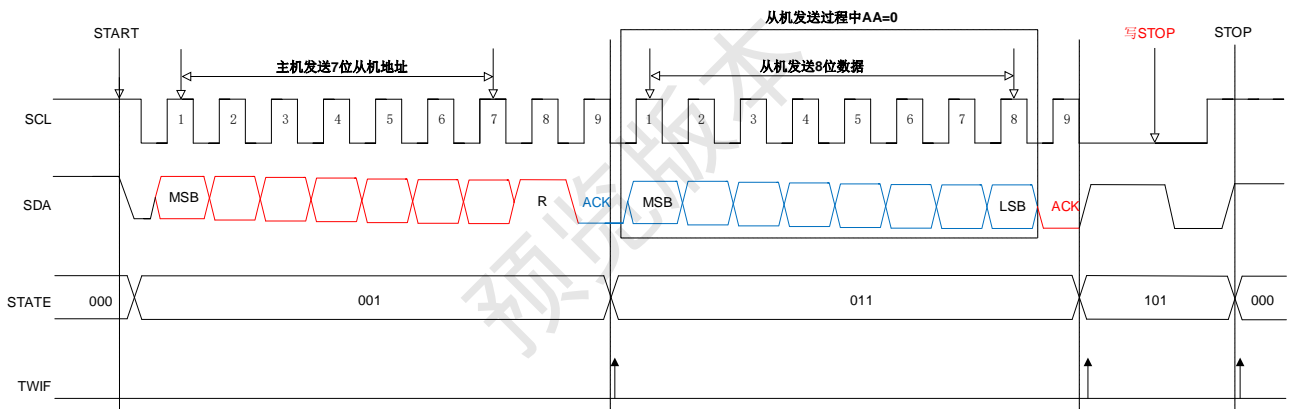 从机发送过程中AA=0
START
写STOP
STOP
主机发送7位从机地址
从机发送8位数据
SCL
1 2 3 4 5 6 7 8 9 1 2 3 4 5 6 7 8 9
SDA
MSB R ACK MSB LSB ACK
STATE 000 001 011 101 000
TWIF
预览版本